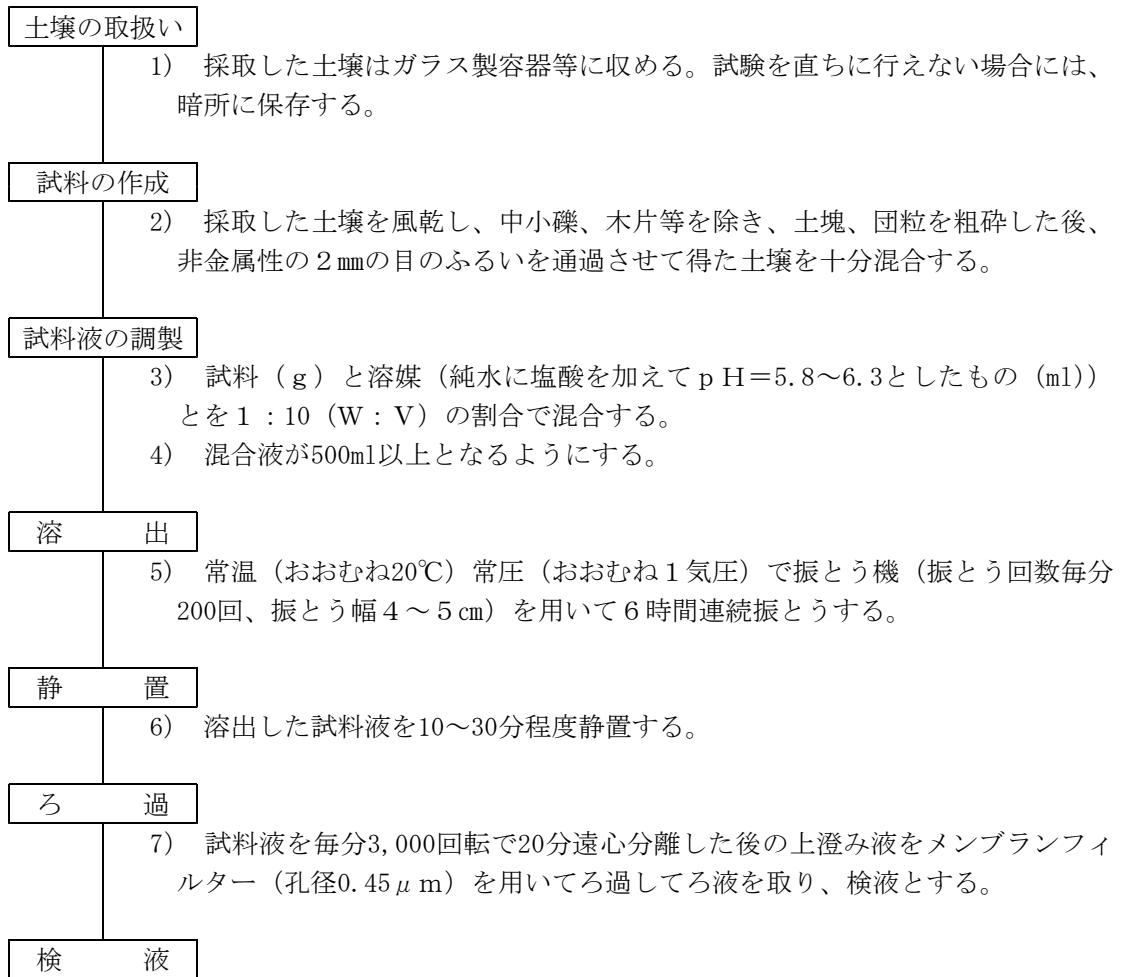 土壌の取扱い
1) 採取した土壌はガラス製容器等に収める。試験を直ちに行えない場合には、
暗所に保存する。
試料の作成
2) 採取した土壌を風乾し、中小礫、木片等を除き、土塊、団粒を粗砕した後、
非金属性の2㎜の目のふるいを通過させて得た土壌を十分混合する。
試料液の調製
3) 試料(g)と溶媒(純水に塩酸を加えてpH=5.8~6.3としたもの(ml))
とを1:10(W:V)の割合で混合する。
4) 混合液が500ml以上となるようにする。
溶 出
5) 常温(おおむね20℃)常圧(おおむね1気圧)で振とう機(振とう回数毎分
200回、振とう幅4~5㎝)を用いて6時間連続振とうする。
静 置
6) 溶出した試料液を10~30分程度静置する。
ろ 過
7) 試料液を毎分3,000回転で20分遠心分離した後の上澄み液をメンブランフィ
ルター(孔径0.45μm)を用いてろ過してろ液を取り、検液とする。
検 液